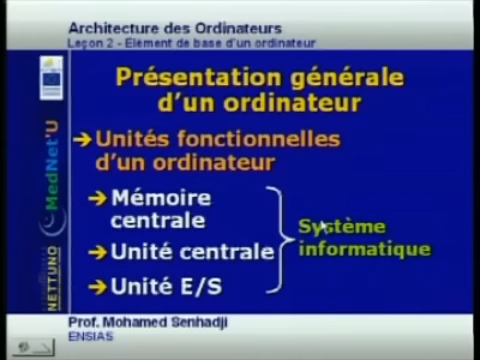 Architecture des Ordinateurs
Leçon 2 - Élément de base d'un ordinateur
Présentation générale
d'un ordinateur
Unités fonctionnelles
d'un ordinateur
Mémoire
centrale
Unité centrale
Unité E/S
Système
informatique
MedNet'U
NETTUNO
Prof. Mohamed Senhadji
ENSIAS